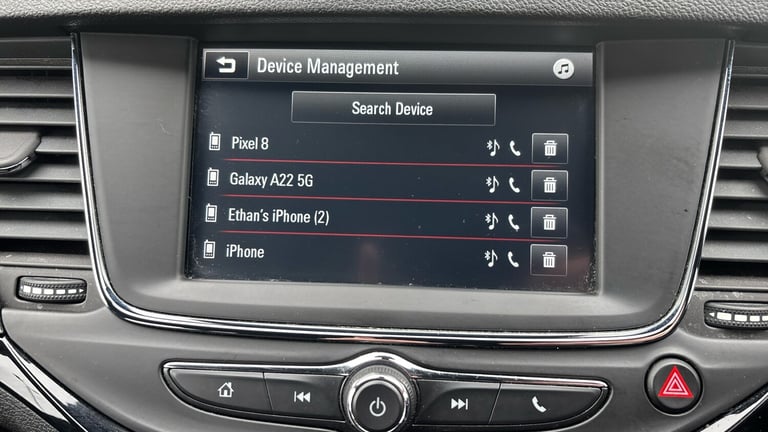 Device Management
Search Device
Pixel 8
Galaxy A22 5G
Ethan's iPhone (2)
iPhone